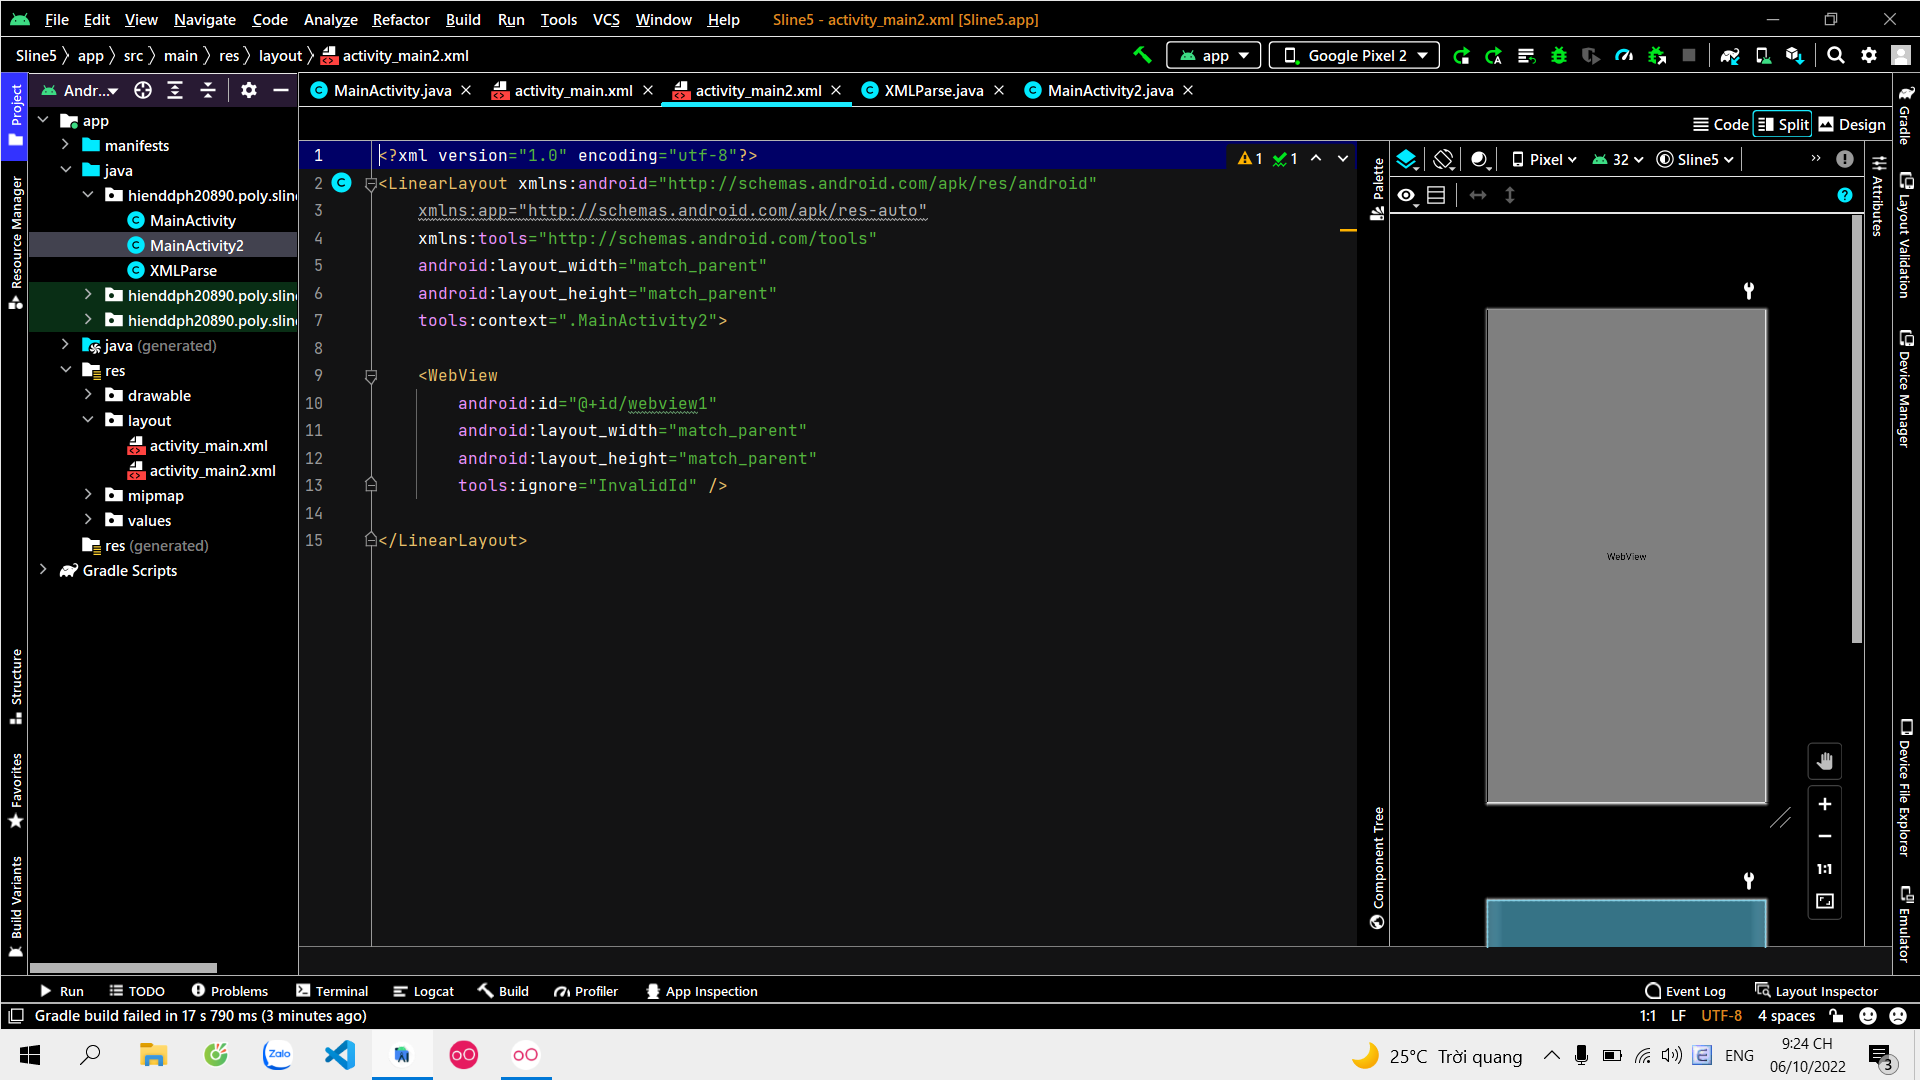 File Edit View Navigate Code Analyze Refactor Build Run Tools VCS Window Help Sline5 - activity_main2.xml [Sline5.app]
Sline5 app src main res layout activity_main2.xml app Google Pixel 2
Project
Andr... MainActivity.java activity_main.xml activity_main2.xml XMLParse.java MainActivity2.java
Code Split Design
app
manifests
java
hienddph20890.poly.slin
MainActivity
MainActivity2
XMLParse
hienddph20890.poly.slin
hienddph20890.poly.slin
java (generated)
res
drawable
layout
activity_main.xml
activity_main2.xml
mipmap
values
res (generated)
Gradle Scripts
Resource Manager
Structure
Favorites
Build Variants
1 <?xml version="1.0" encoding="utf-8"?>
2 <LinearLayout xmlns:android="http://schemas.android.com/apk/res/android"
3 xmlns:app="http://schemas.android.com/apk/res-auto"
4 xmlns:tools="http://schemas.android.com/tools"
5 android:layout_width="match_parent"
6 android:layout_height="match_parent"
7 tools:context=".MainActivity2">
8
9 <WebView
10 android:id="@+id/webview1"
11 android:layout_width="match_parent"
12 android:layout_height="match_parent"
13 tools:ignore="InvalidId" />
14
15 </LinearLayout>
1 1
Palette
Component Tree
Pixel 32 Sline5
WebView
1:1
Attributes
Gradle
Layout Validation
Device Manager
Device File Explorer
Emulator
Run TODO Problems Terminal Logcat Build Profiler App Inspection Event Log Layout Inspector
Gradle build failed in 17 s 790 ms (3 minutes ago) 1:1 LF UTF-8 4 spaces
Zalo
25°C Trời quang ENG 9:24 CH
06/10/2022
3